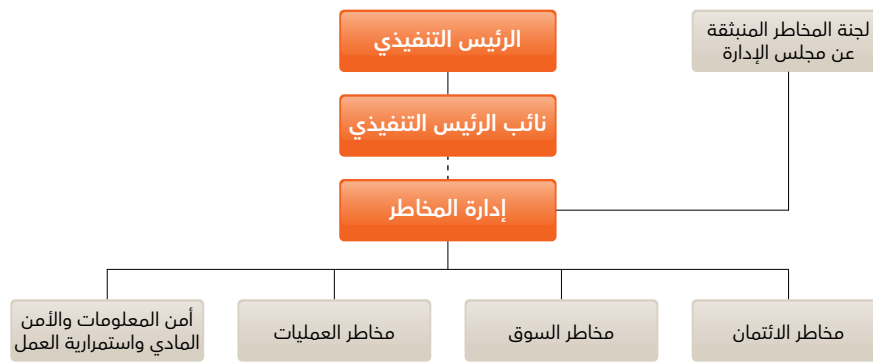 الرئيس التنفيذي
لجنة المخاطر المنبثقة
عن مجلس الإدارة
نائب الرئيس التنفيذي
إدارة المخاطر
مخاطر الائتمان
مخاطر السوق
مخاطر العمليات
أمن المعلومات والأمن
المادي واستمرارية العمل